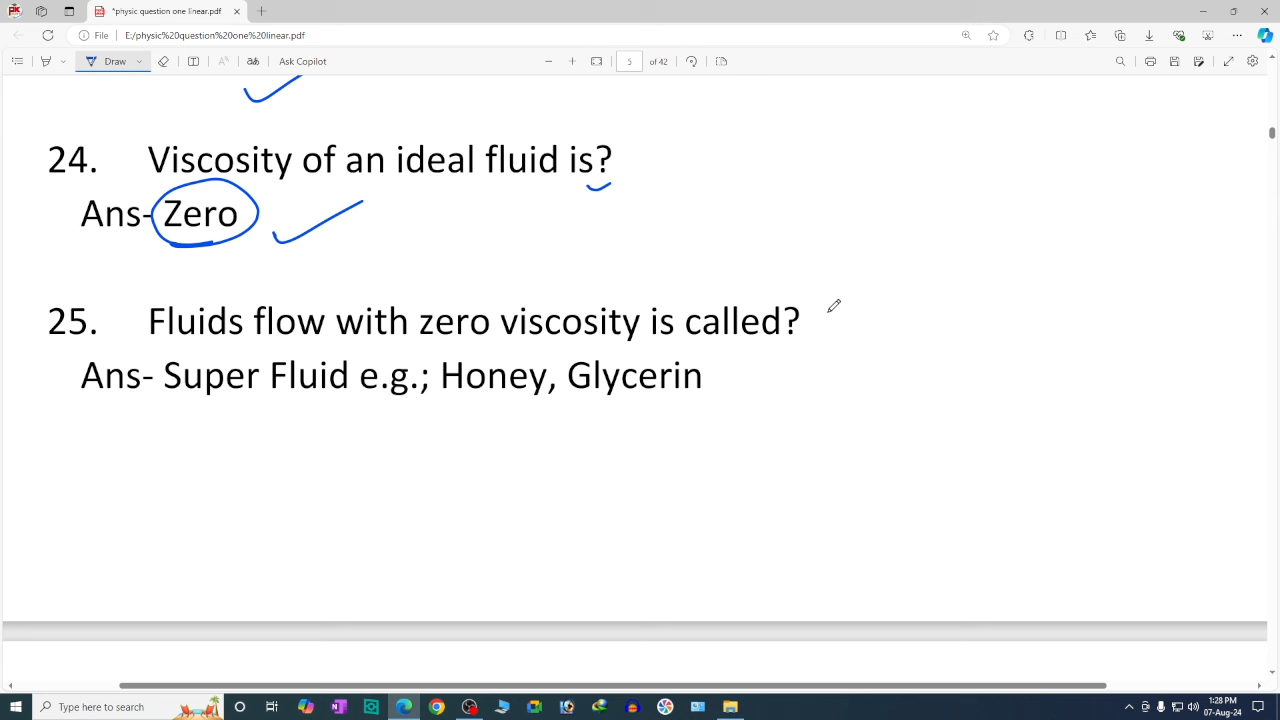 *physic question one linear.pdf
File E:/physic%20question%20one%20linear.pdf
Draw Ask Copilot 5 of 42
24. Viscosity of an ideal fluid is?
Ans- Zero
25. Fluids flow with zero viscosity is called?
Ans- Super Fluid e.g.; Honey, Glycerin
Type here to search
1:28 PM
07-Aug-24